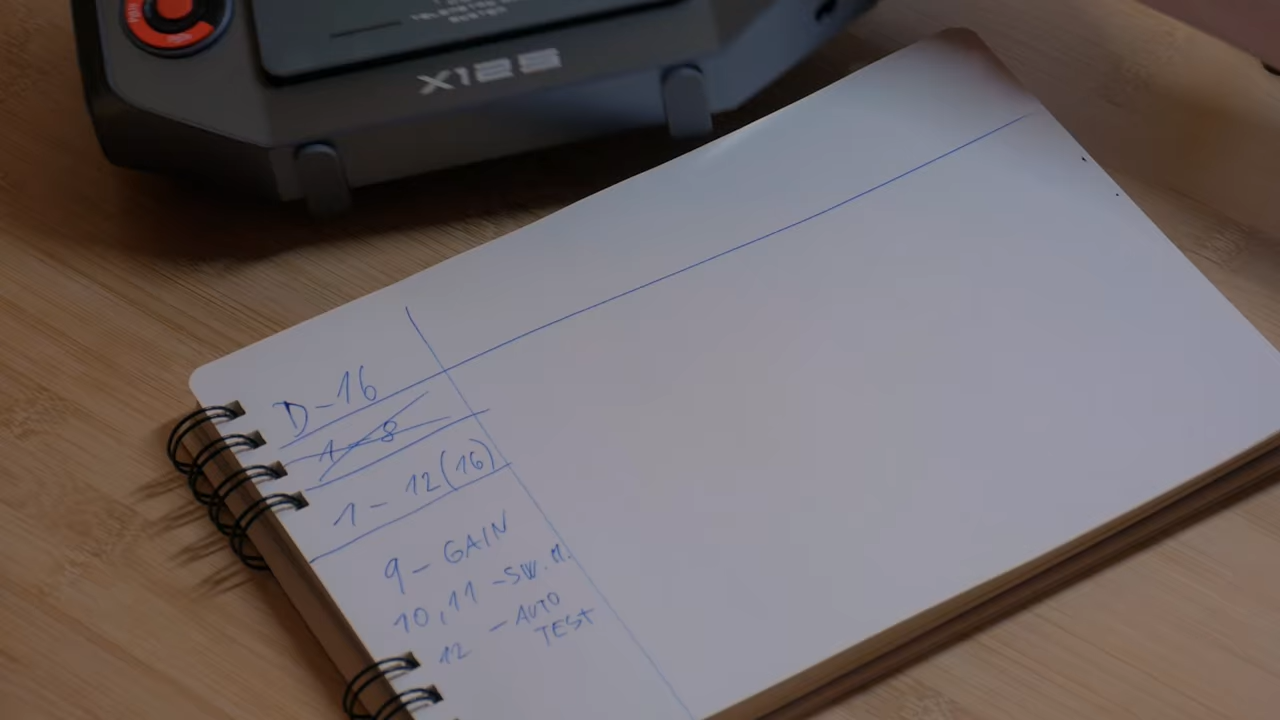 X12S
D-16
1-8
1 - 12(16)
9 - GAIN
10,11 - SW.
12 - AUTO
TEST